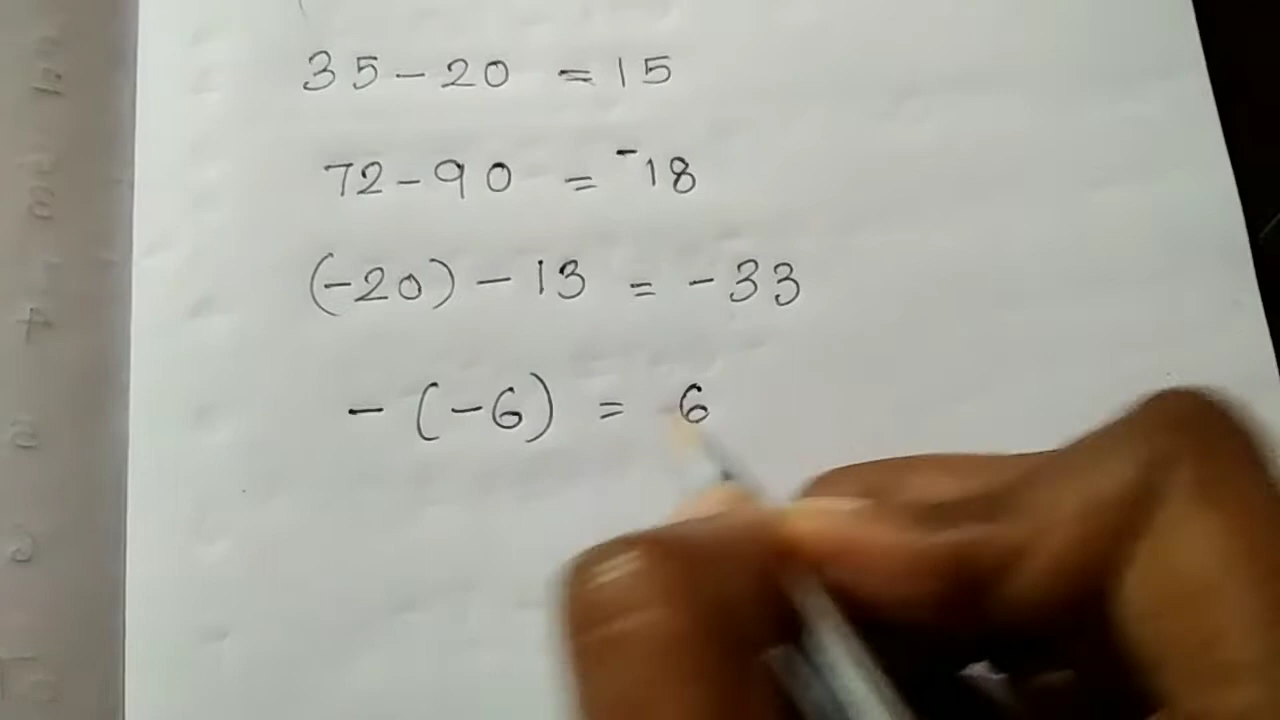 35 - 20 = 15
72 - 90 = ⁻18
(-20) - 13 = -33
- (-6) = 6